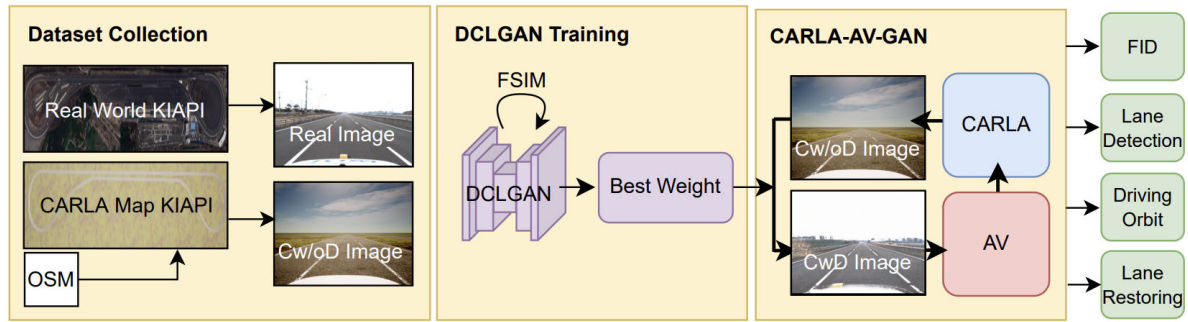 Dataset Collection
Real World KIAPI
Real Image
CARLA Map KIAPI
Cw/oD Image
OSM
DCLGAN Training
FSIM
DCLGAN
Best Weight
CARLA-AV-GAN
Cw/oD Image
CARLA
CwD Image
AV
FID
Lane
Detection
Driving
Orbit
Lane
Restoring